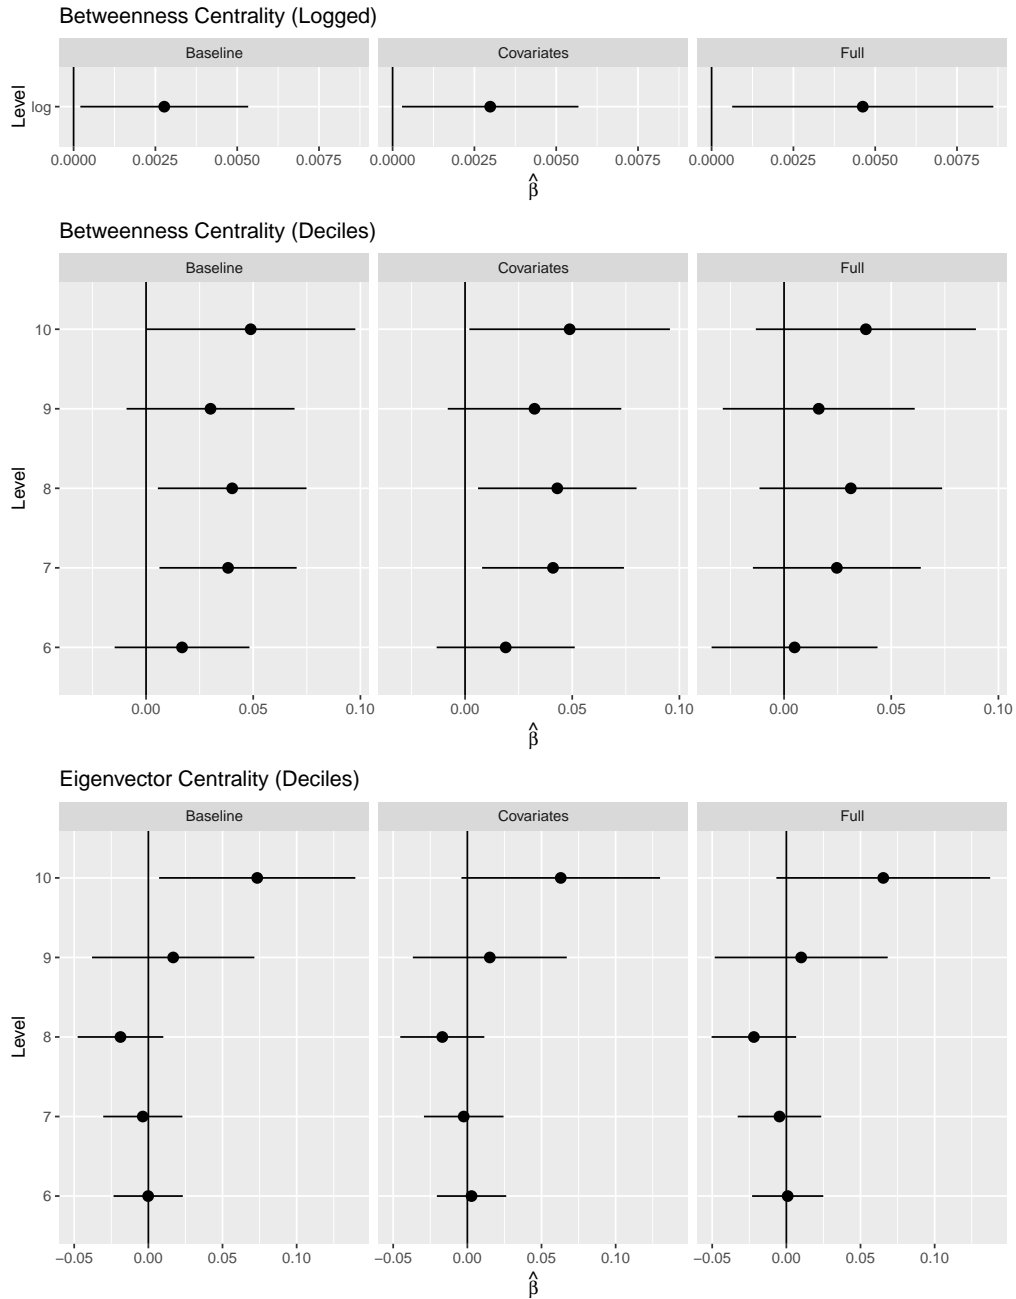 Betweenness Centrality (Logged)
Baseline Covariates Full
Level
log
0.0000 0.0025 0.0050 0.0075 0.0000 0.0025 0.0050 0.0075 0.0000 0.0025 0.0050 0.0075
β̂
Betweenness Centrality (Deciles)
Baseline Covariates Full
Level
10
9
8
7
6
0.00 0.05 0.10 0.00 0.05 0.10 0.00 0.05 0.10
β̂
Eigenvector Centrality (Deciles)
Baseline Covariates Full
Level
10
9
8
7
6
−0.05 0.00 0.05 0.10 −0.05 0.00 0.05 0.10 −0.05 0.00 0.05 0.10
β̂